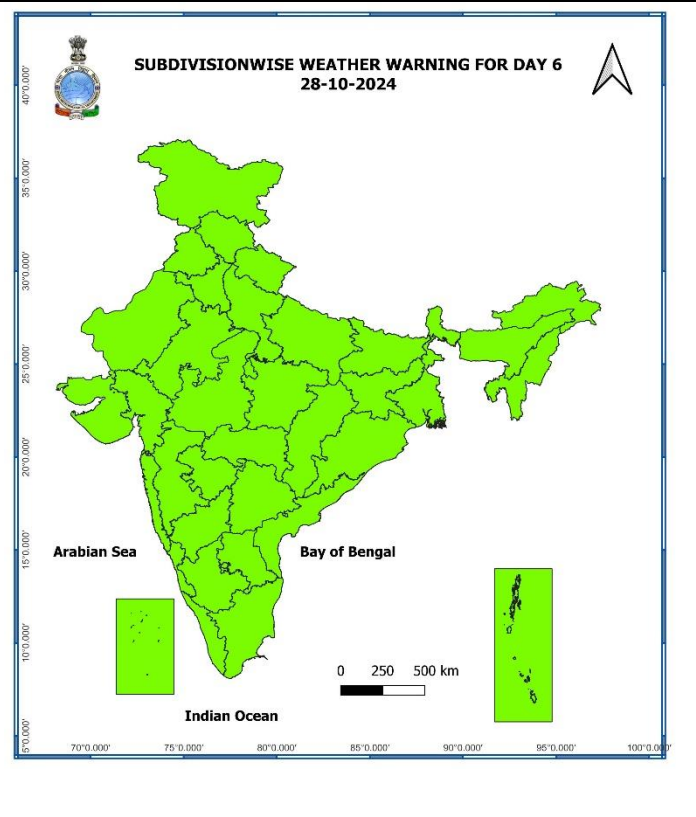 SUBDIVISIONWISE WEATHER WARNING FOR DAY 6
28-10-2024
40°0.000'
35°0.000'
30°0.000'
25°0.000'
20°0.000'
15°0.000'
10°0.000'
5°0.000'
Arabian Sea
Bay of Bengal
0 250 500 km
Indian Ocean
70°0.000' 75°0.000' 80°0.000' 85°0.000' 90°0.000' 95°0.000' 100°0.000'